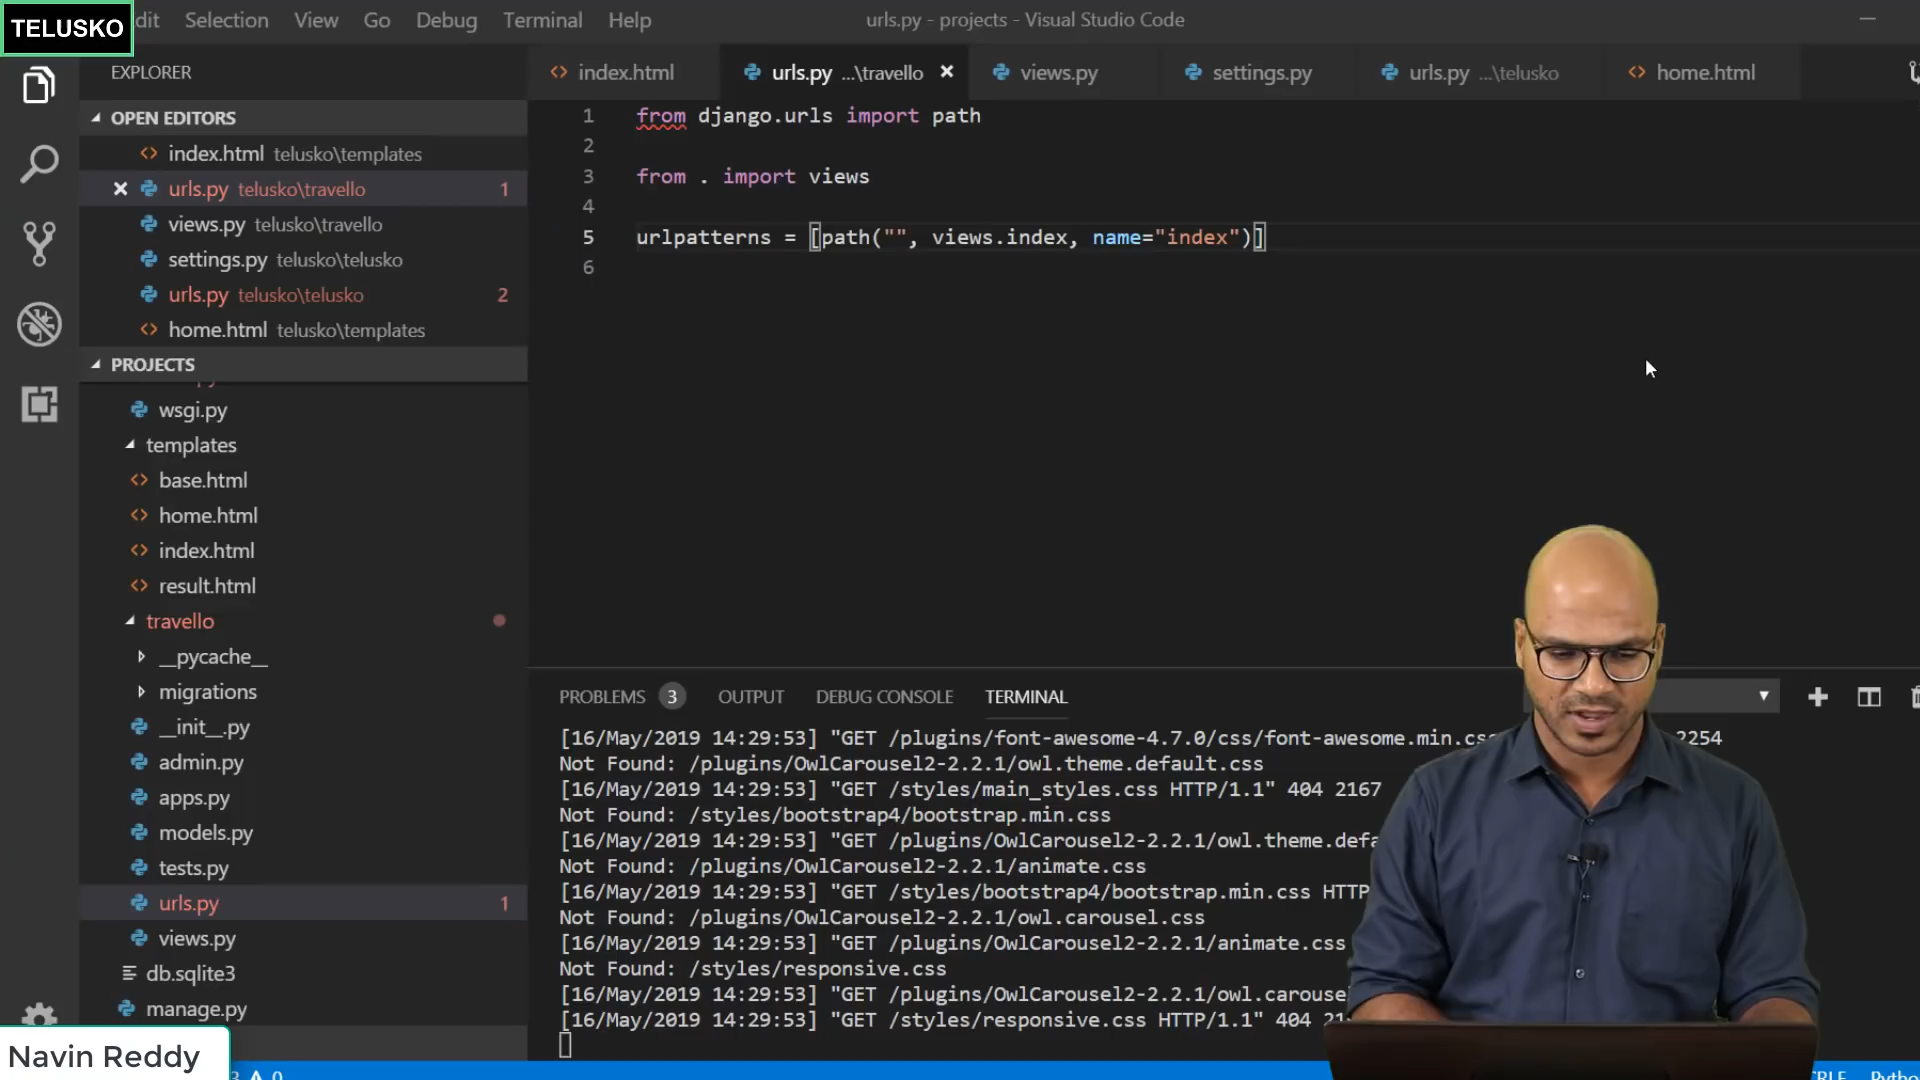 TELUSKO
dit Selection View Go Debug Terminal Help
urls.py - projects - Visual Studio Code
EXPLORER
index.html
urls.py ...\travello
views.py
settings.py
urls.py ...\telusko
home.html
OPEN EDITORS
index.html telusko\templates
urls.py telusko\travello 1
views.py telusko\travello
settings.py telusko\telusko
urls.py telusko\telusko 2
home.html telusko\templates
PROJECTS
wsgi.py
templates
base.html
home.html
index.html
result.html
travello
__pycache__
migrations
__init__.py
admin.py
apps.py
models.py
tests.py
urls.py 1
views.py
db.sqlite3
manage.py
1 from django.urls import path
2
3 from . import views
4
5 urlpatterns = [path("", views.index, name="index")]
6
PROBLEMS 3 OUTPUT DEBUG CONSOLE TERMINAL
[16/May/2019 14:29:53] "GET /plugins/font-awesome-4.7.0/css/font-awesome.min.css 2254
Not Found: /plugins/OwlCarousel2-2.2.1/owl.theme.default.css
[16/May/2019 14:29:53] "GET /styles/main_styles.css HTTP/1.1" 404 2167
Not Found: /styles/bootstrap4/bootstrap.min.css
[16/May/2019 14:29:53] "GET /plugins/OwlCarousel2-2.2.1/owl.theme.defa
Not Found: /plugins/OwlCarousel2-2.2.1/animate.css
[16/May/2019 14:29:53] "GET /styles/bootstrap4/bootstrap.min.css HTTP
Not Found: /plugins/OwlCarousel2-2.2.1/owl.carousel.css
[16/May/2019 14:29:53] "GET /plugins/OwlCarousel2-2.2.1/animate.css
Not Found: /styles/responsive.css
[16/May/2019 14:29:53] "GET /plugins/OwlCarousel2-2.2.1/owl.carouse
[16/May/2019 14:29:53] "GET /styles/responsive.css HTTP/1.1" 404 21
Navin Reddy
3 0
CRLF Pytho